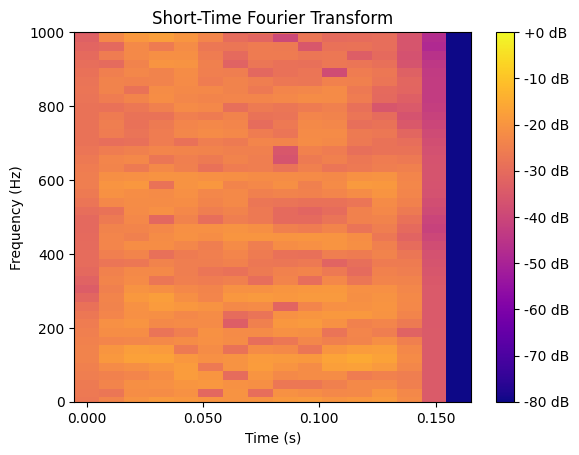 Short-Time Fourier Transform
Frequency (Hz)
1000
800
600
400
200
0
0.000
0.050
0.100
0.150
Time (s)
+0 dB
-10 dB
-20 dB
-30 dB
-40 dB
-50 dB
-60 dB
-70 dB
-80 dB